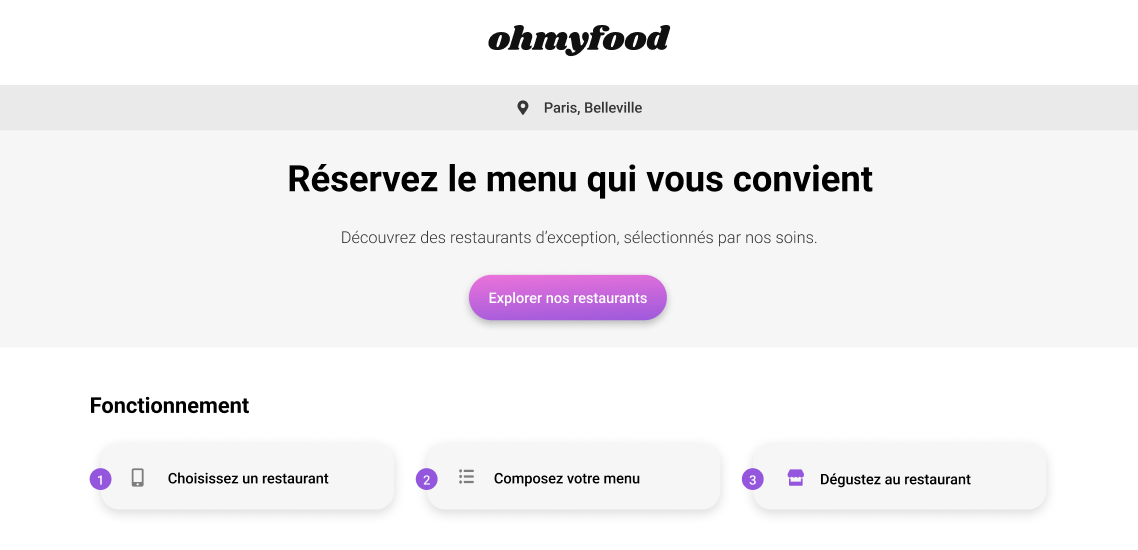 ohmyfood
Paris, Belleville
Réservez le menu qui vous convient
Découvrez des restaurants d’exception, sélectionnés par nos soins.
Explorer nos restaurants
Fonctionnement
1 Choisissez un restaurant
2 Composez votre menu
3 Dégustez au restaurant